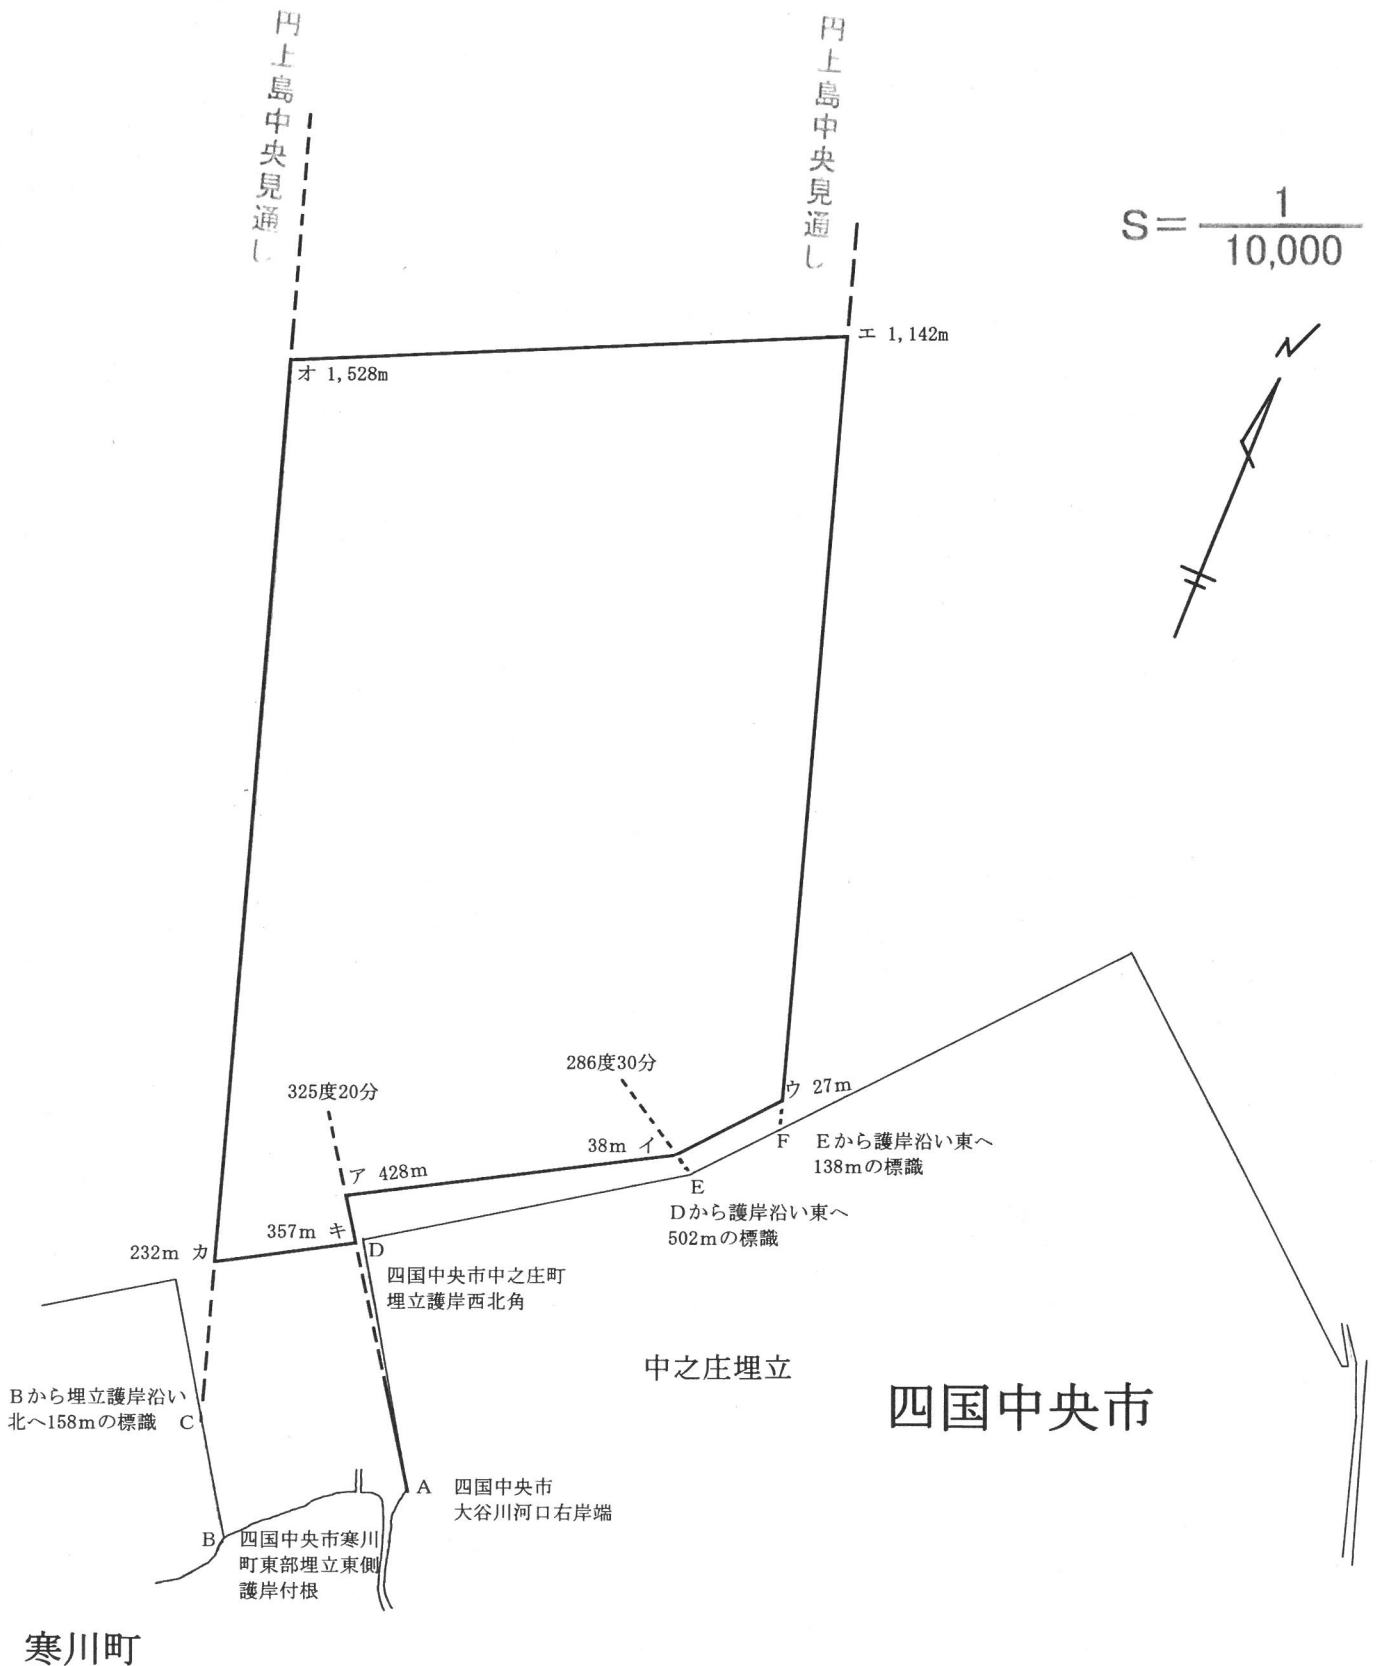 円上島中央見通し
円上島中央見通し
S=1/10,000
エ 1,142m
オ 1,528m
286度30分
325度20分
ウ 27m
38m イ
F Eから護岸沿い東へ
138mの標識
ア 428m
E
Dから護岸沿い東へ
502mの標識
357m キ
D
232m カ
四国中央市中之庄町
埋立護岸西北角
中之庄埋立
四国中央市
Bから埋立護岸沿い
北へ158mの標識 C
A 四国中央市
大谷川河口右岸端
B 四国中央市寒川
町東部埋立東側
護岸付根
寒川町